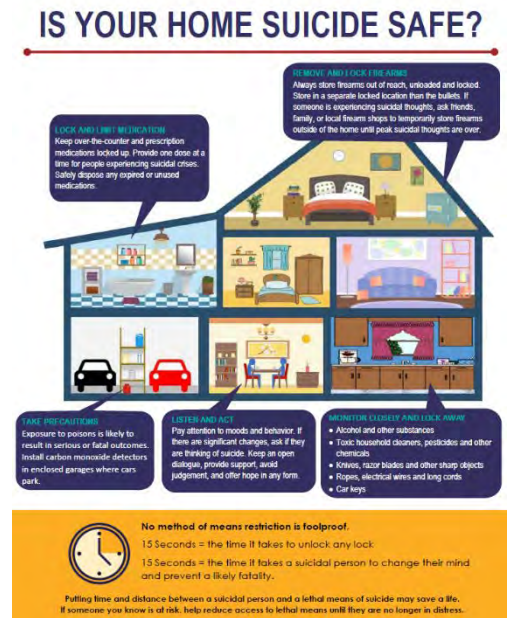 IS YOUR HOME SUICIDE SAFE?
REMOVE AND LOCK FIREARMS
Always store firearms out of reach, unloaded and locked.
Store in a separate locked location than the bullets. If
someone is experiencing suicidal thoughts, ask friends,
family, or local firearm shops to temporarily store firearms
outside of the home until peak suicidal thoughts are over.
LOCK AND LIMIT MEDICATION
Keep over-the-counter and prescription
medications locked up. Provide one dose at a
time for people experiencing suicidal crises.
Safely dispose any expired or unused
medications.
TAKE PRECAUTIONS
Exposure to poisons is likely to
result in serious or fatal outcomes.
Install carbon monoxide detectors
in enclosed garages where cars
park.
LISTEN AND ACT
Pay attention to moods and behavior. If
there are significant changes, ask if they
are thinking of suicide. Keep an open
dialogue, provide support, avoid
judgement, and offer hope in any form.
MONITOR CLOSELY AND LOCK AWAY
• Alcohol and other substances
• Toxic household cleaners, pesticides and other
chemicals
• Knives, razor blades and other sharp objects
• Ropes, electrical wires and long cords
• Car keys
No method of means restriction is foolproof.
15 Seconds = the time it takes to unlock any lock
15 Seconds = the time it takes a suicidal person to change their mind
and prevent a likely fatality.
Putting time and distance between a suicidal person and a lethal means of suicide may save a life.
If someone you know is at risk, help reduce access to lethal means until they are no longer in distress.